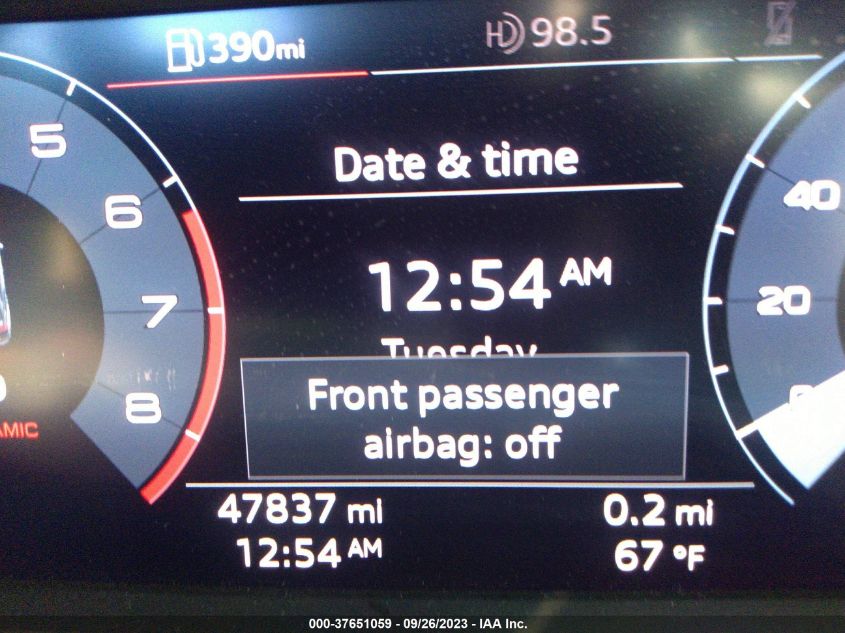 390mi
HD 98.5
Date & time
5
6
7
8
40
20
12:54 AM
Tuesday
Front passenger
airbag: off
47837 mi
0.2 mi
12:54 AM
67 °F
000-37651059 - 09/26/2023 - IAA Inc.